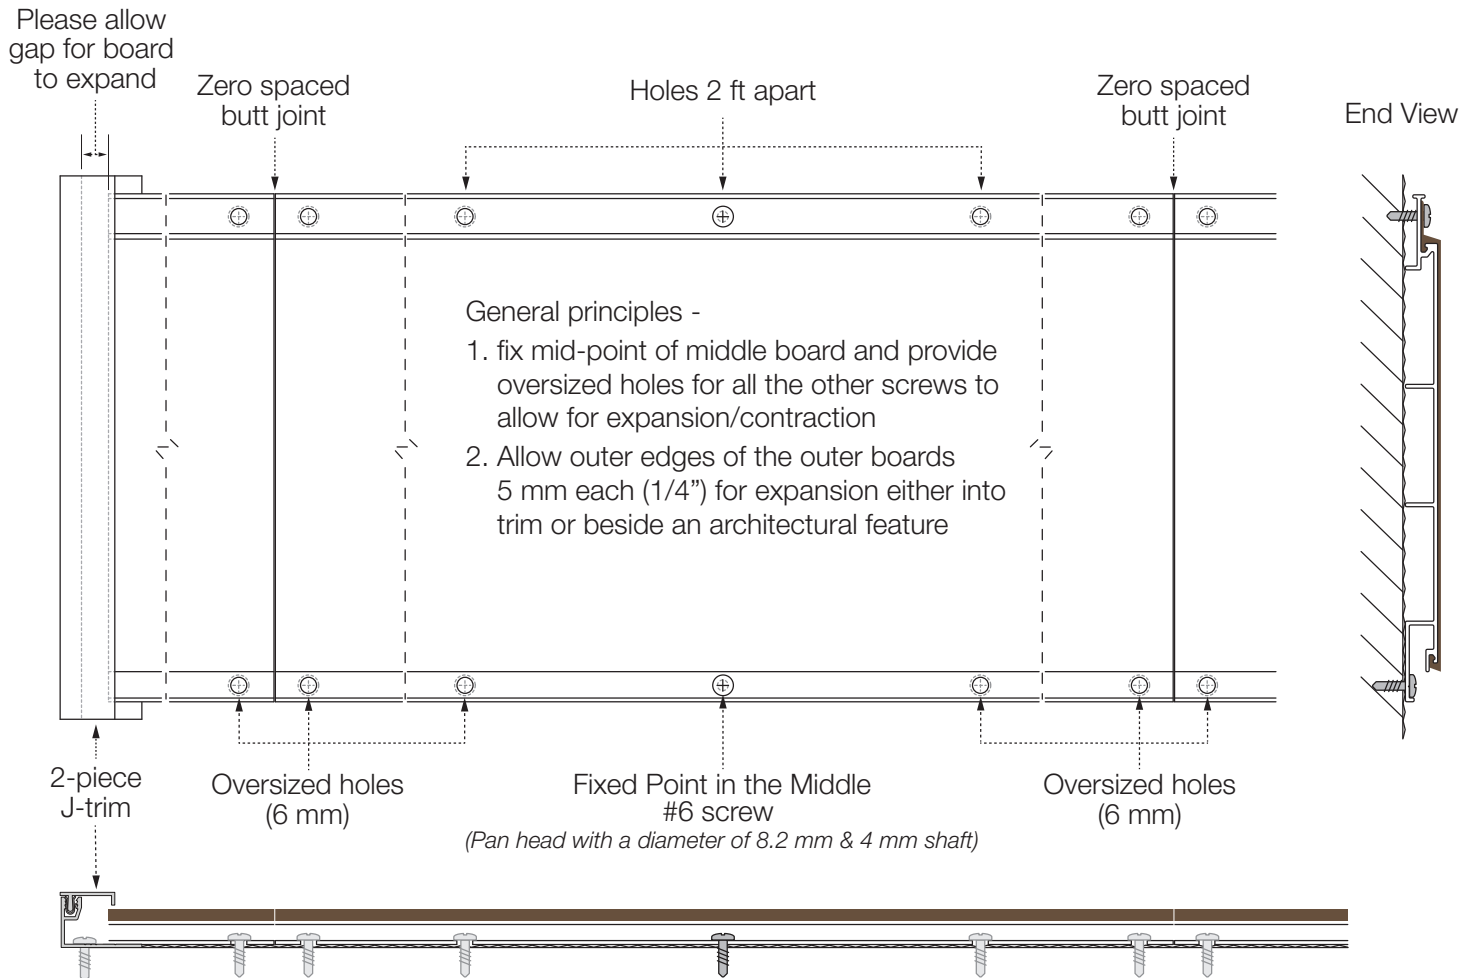 Please allow
gap for board
to expand
Zero spaced
butt joint
Holes 2 ft apart
Zero spaced
butt joint
End View
General principles -
1. fix mid-point of middle board and provide
oversized holes for all the other screws to
allow for expansion/contraction
2. Allow outer edges of the outer boards
5 mm each (1/4”) for expansion either into
trim or beside an architectural feature
2-piece
J-trim
Oversized holes
(6 mm)
Fixed Point in the Middle
#6 screw
(Pan head with a diameter of 8.2 mm & 4 mm shaft)
Oversized holes
(6 mm)